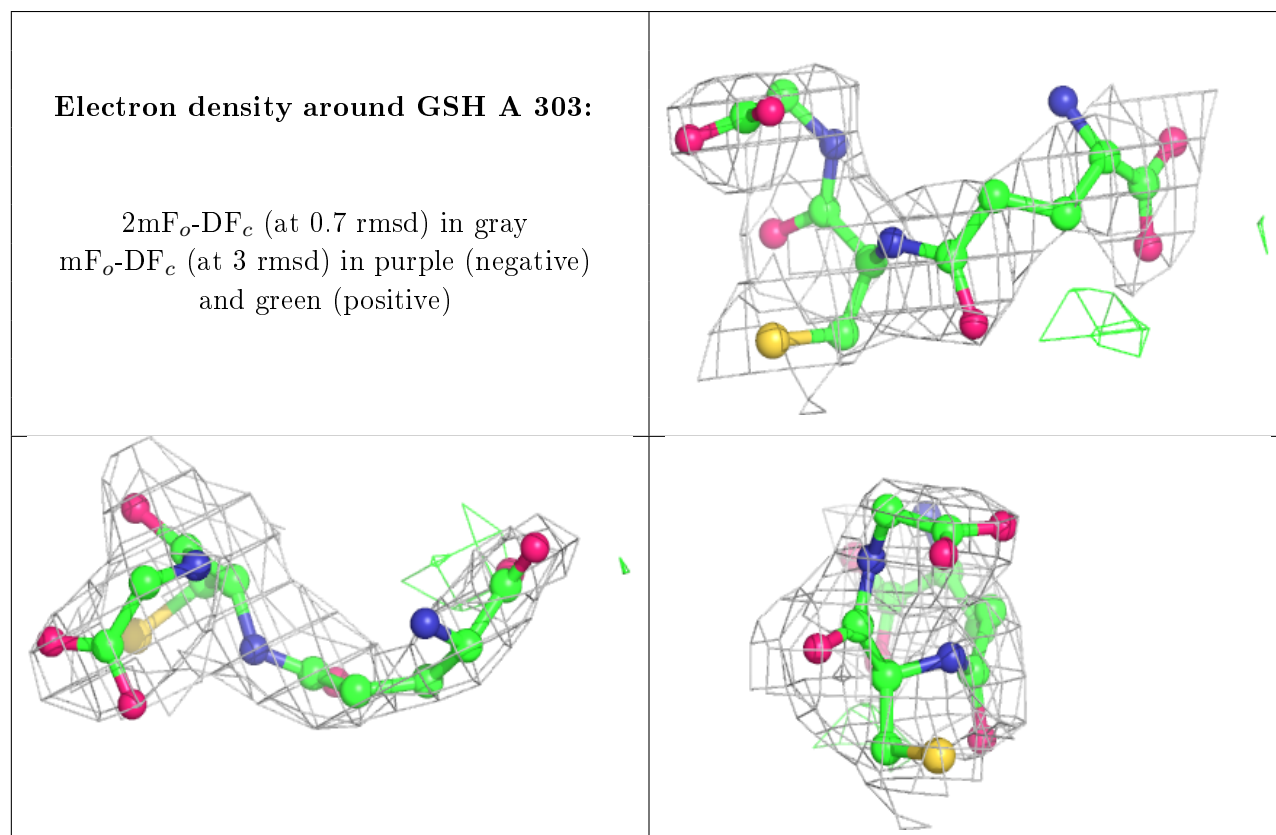 Electron density around GSH A 303:
2mFo-DFc (at 0.7 rmsd) in gray
mFo-DFc (at 3 rmsd) in purple (negative)
and green (positive)